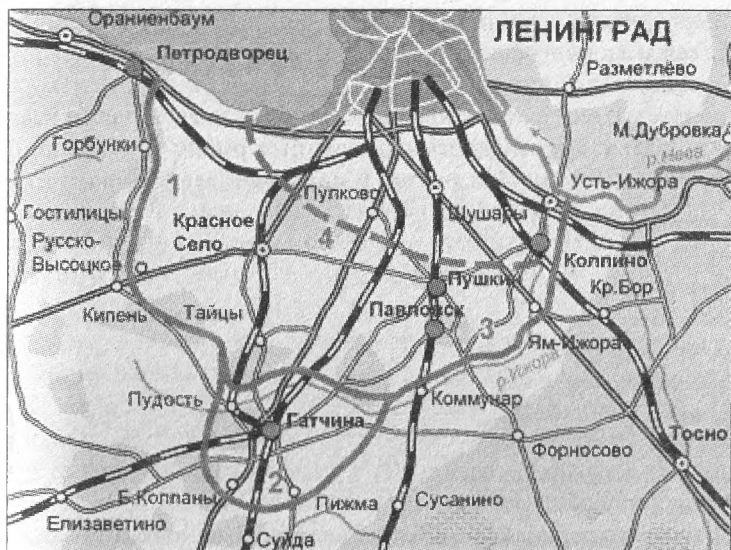 Ораниенбаум
ЛЕНИНГРАД
Петродворец
Разметлёво
Горбунки
М.Дубровка
р.Нева
1
Усть-Ижора
Гостилицы
Пулково
Шушары
Красное
Село
4
Русско-
Высоцкое
Колпино
Пушкин
Кр.Бор
Кипень
Тайцы
Павловск
3
Ям-Ижора
р.Ижора
Пудость
Коммунар
Гатчина
Форносово
Тосно
2
Б.Колпаны
Пижма
Сусанино
Елизаветино
Суйда